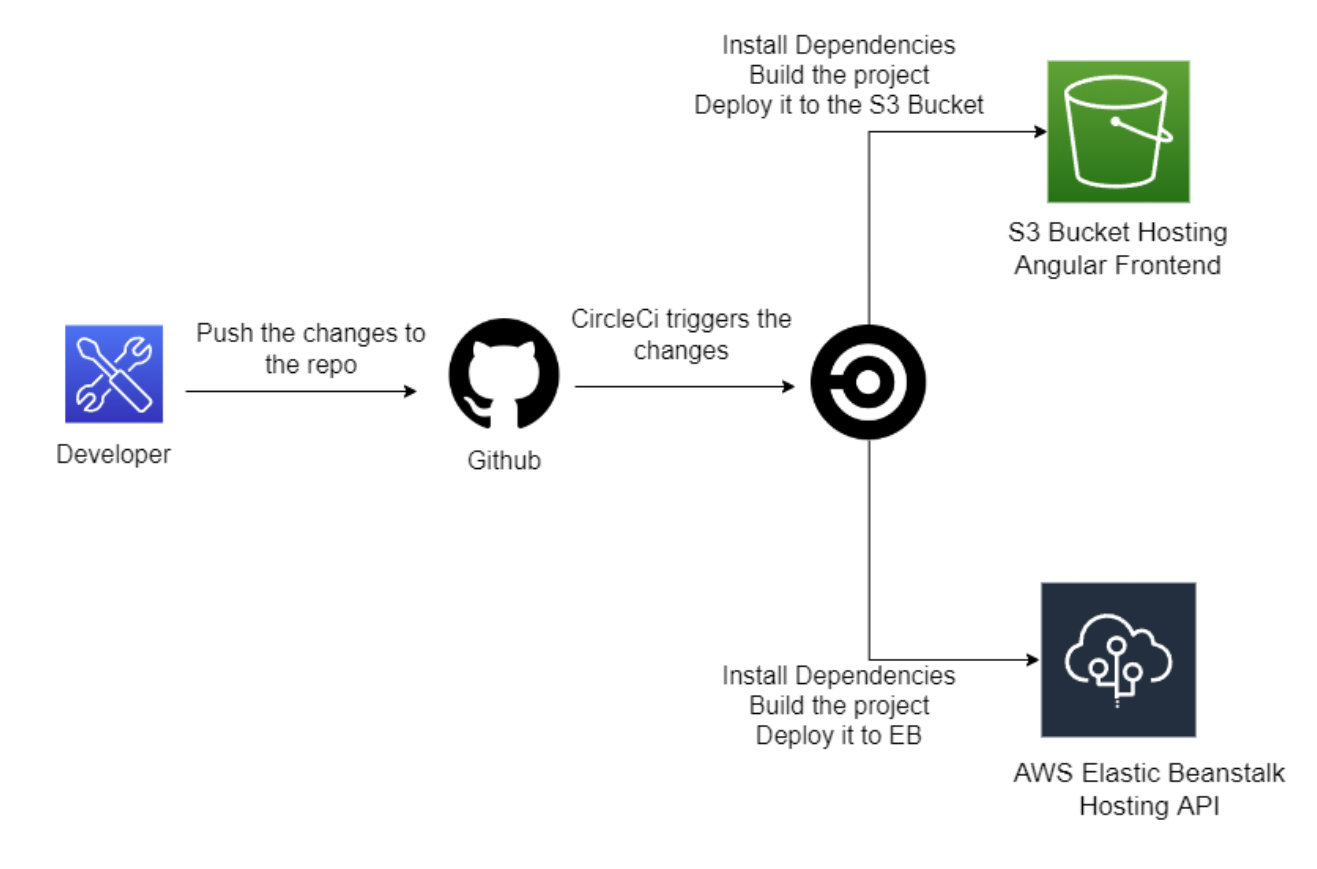 Install Dependencies
Build the project
Deploy it to the S3 Bucket
S3 Bucket Hosting
Angular Frontend
Push the changes to
the repo
CircleCi triggers the
changes
Developer
Github
Install Dependencies
Build the project
Deploy it to EB
AWS Elastic Beanstalk
Hosting API